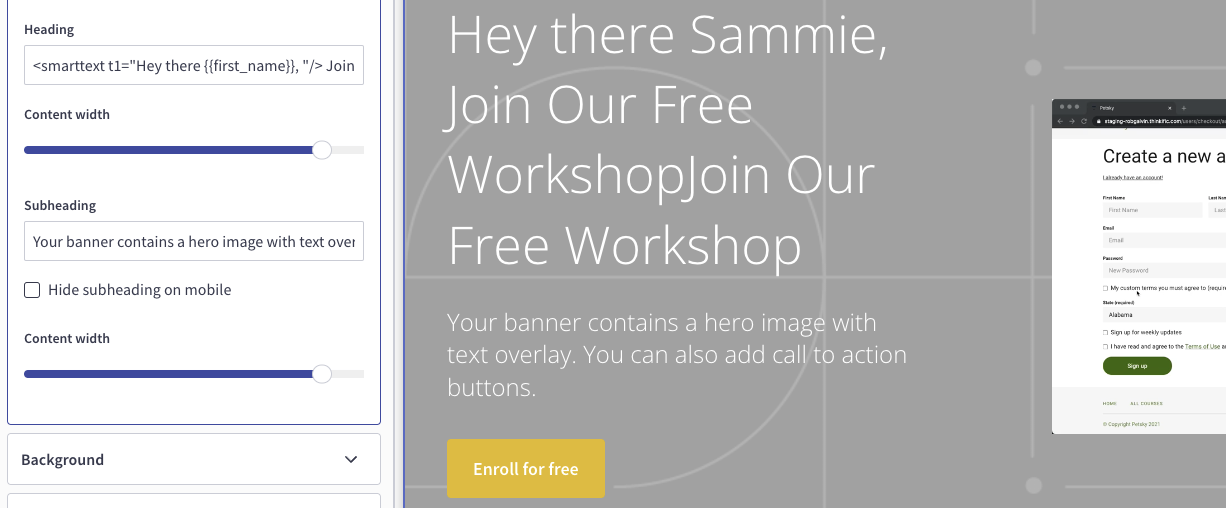 Heading
<smarttext t1="Hey there {{first_name}}, "/> Join
Content width
Subheading
Your banner contains a hero image with text over
Hide subheading on mobile
Content width
Background
Hey there Sammie,
Join Our Free
WorkshopJoin Our
Free Workshop
Your banner contains a hero image with
text overlay. You can also add call to action
buttons.
Enroll for free
Petsky
staging-robgalvin.thinkific.com/users/checkout/au
Create a new a
I already have an account!
First Name
Last Nam
First Name
Last
Email
Email
Password
New Password
My custom terms you must agree to (require
State (required)
Alabama
Sign up for weekly updates
I have read and agree to the Terms of Use a
Sign up
HOME
ALL COURSES
© Copyright Petsky 2021